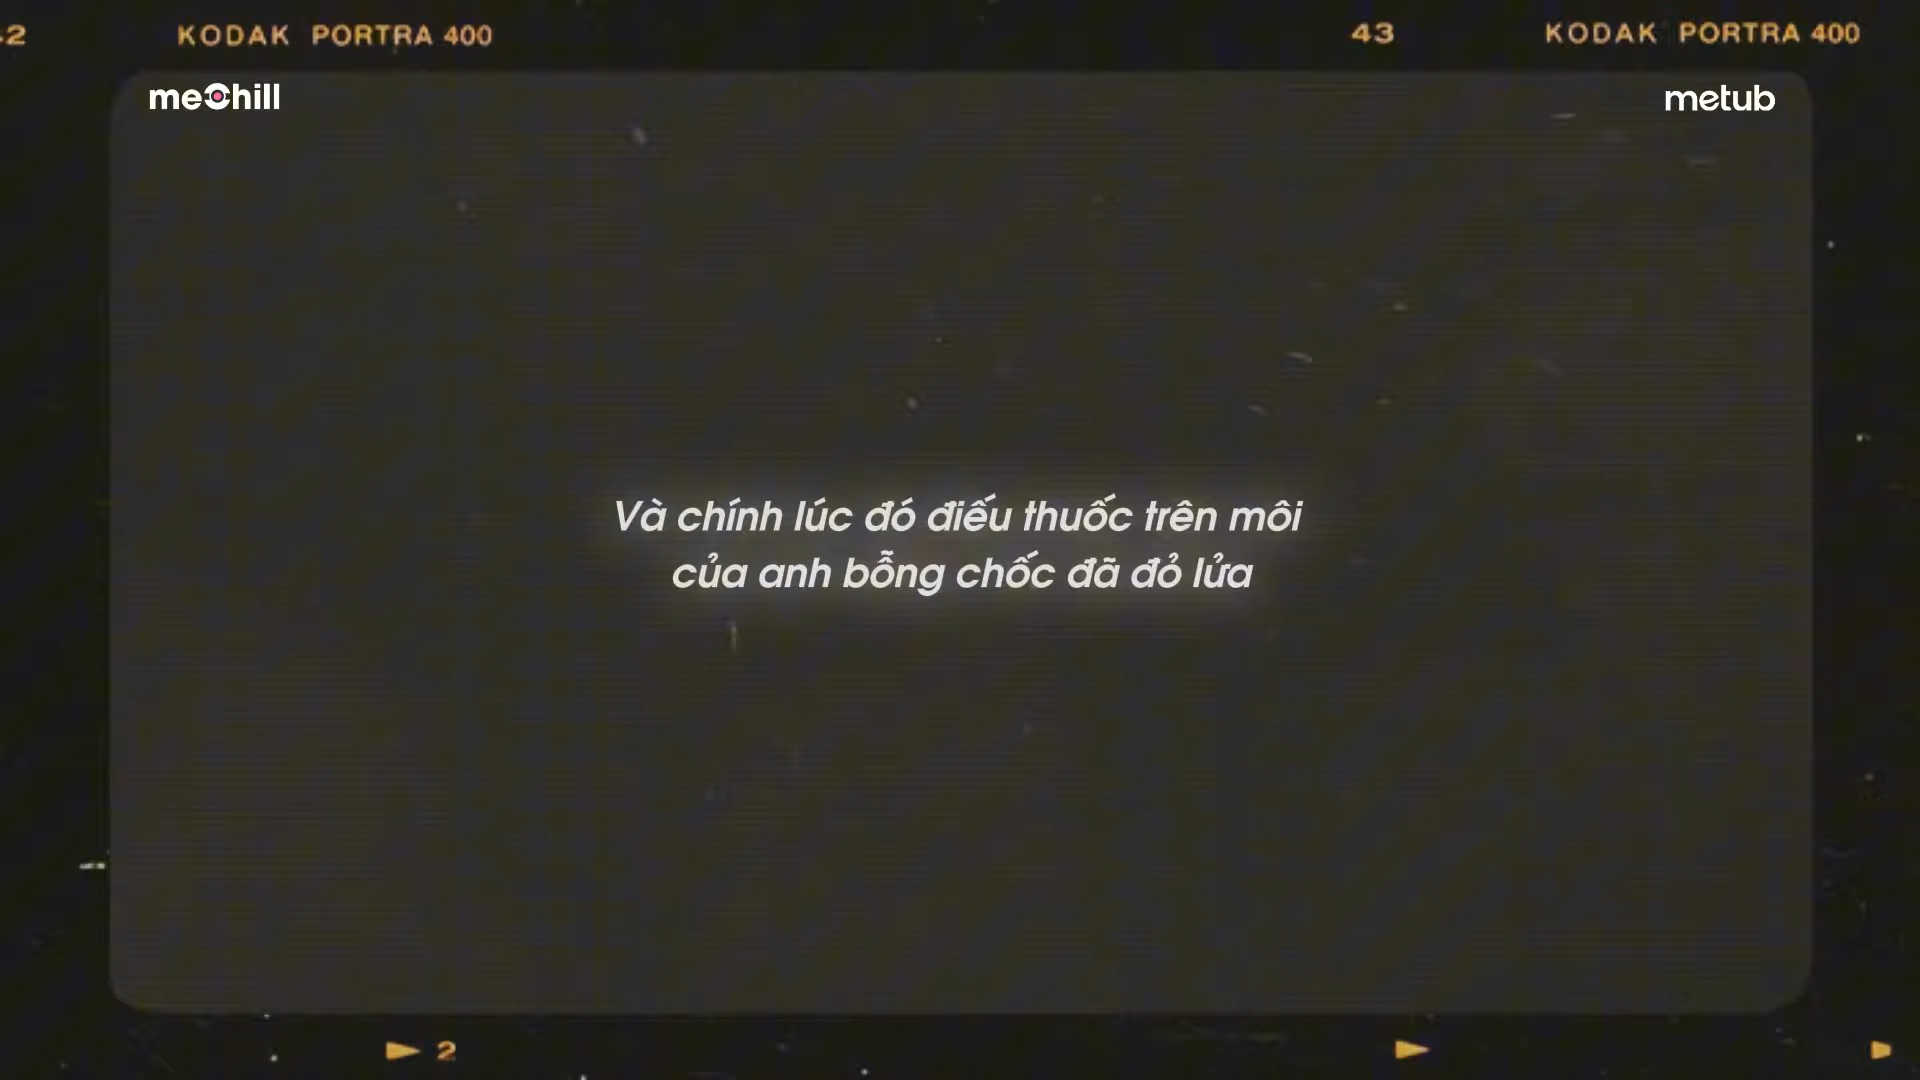 KODAK PORTRA 400
43
KODAK PORTRA 400
meChill
metub
Và chính lúc đó điếu thuốc trên môi
của anh bỗng chốc đã đỏ lửa
2